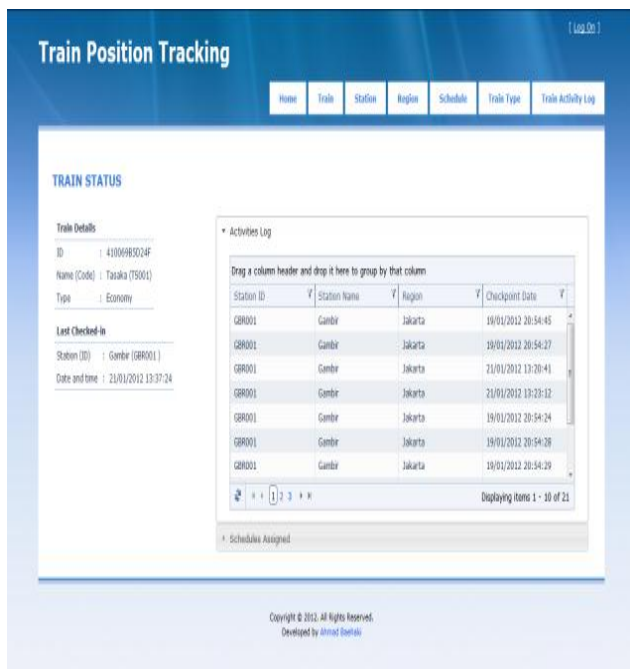 [ Log On ]
Train Position Tracking
Home Train Station Region Schedule Train Type Train Activity Log
TRAIN STATUS
Train Details
ID : 410069B5D24F
Name (Code) : Tasaka (TS001)
Type : Economy
Last Checked-in
Station (ID) : Gambir (GBR001 )
Date and time : 21/01/2012 13:37:24
Activities Log
Drag a column header and drop it here to group by that column
Station ID Station Name Region Checkpoint Date
GBR001 Gambir Jakarta 19/01/2012 20:54:45
GBR001 Gambir Jakarta 19/01/2012 20:54:27
GBR001 Gambir Jakarta 21/01/2012 13:20:41
GBR001 Gambir Jakarta 21/01/2012 13:23:12
GBR001 Gambir Jakarta 19/01/2012 20:54:24
GBR001 Gambir Jakarta 19/01/2012 20:54:28
GBR001 Gambir Jakarta 19/01/2012 20:54:29
1 2 3 Displaying items 1 - 10 of 21
Schedules Assigned
Copyright © 2012. All Rights Reserved.
Developed by Ahmad